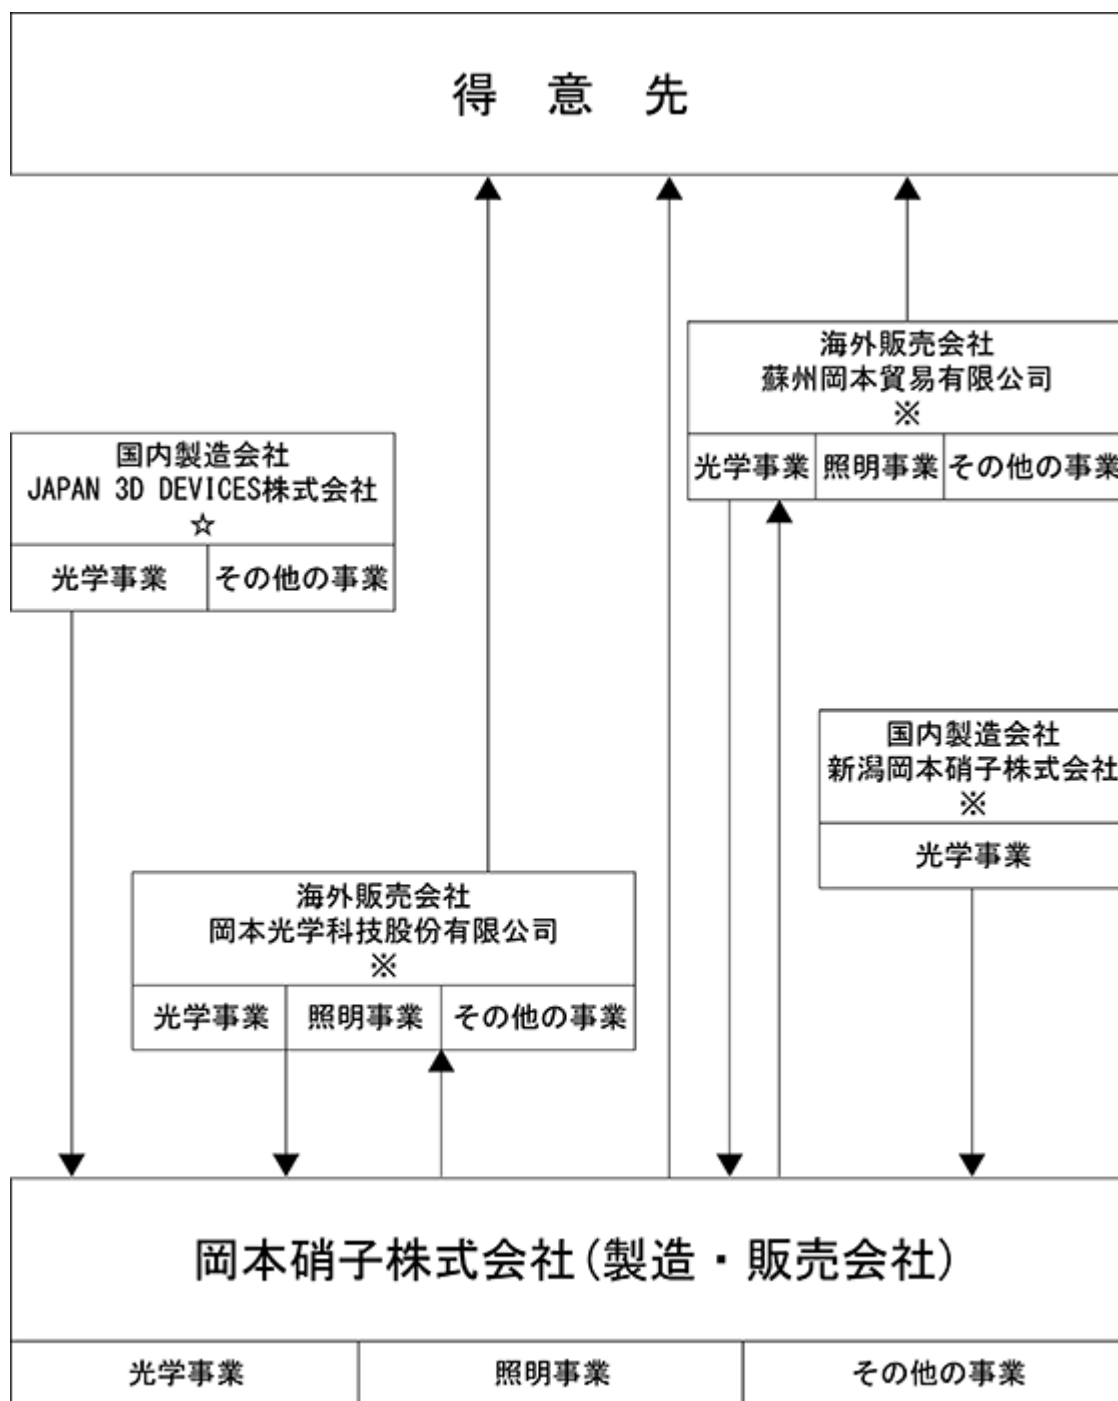 得 意 先
海外販売会社
蘇州岡本貿易有限公司
※
光学事業 照明事業 その他の事業
国内製造会社
JAPAN 3D DEVICES株式会社
☆
光学事業 その他の事業
国内製造会社
新潟岡本硝子株式会社
※
光学事業
海外販売会社
岡本光学科技股份有限公司
※
光学事業 照明事業 その他の事業
岡本硝子株式会社(製造・販売会社)
光学事業 照明事業 その他の事業